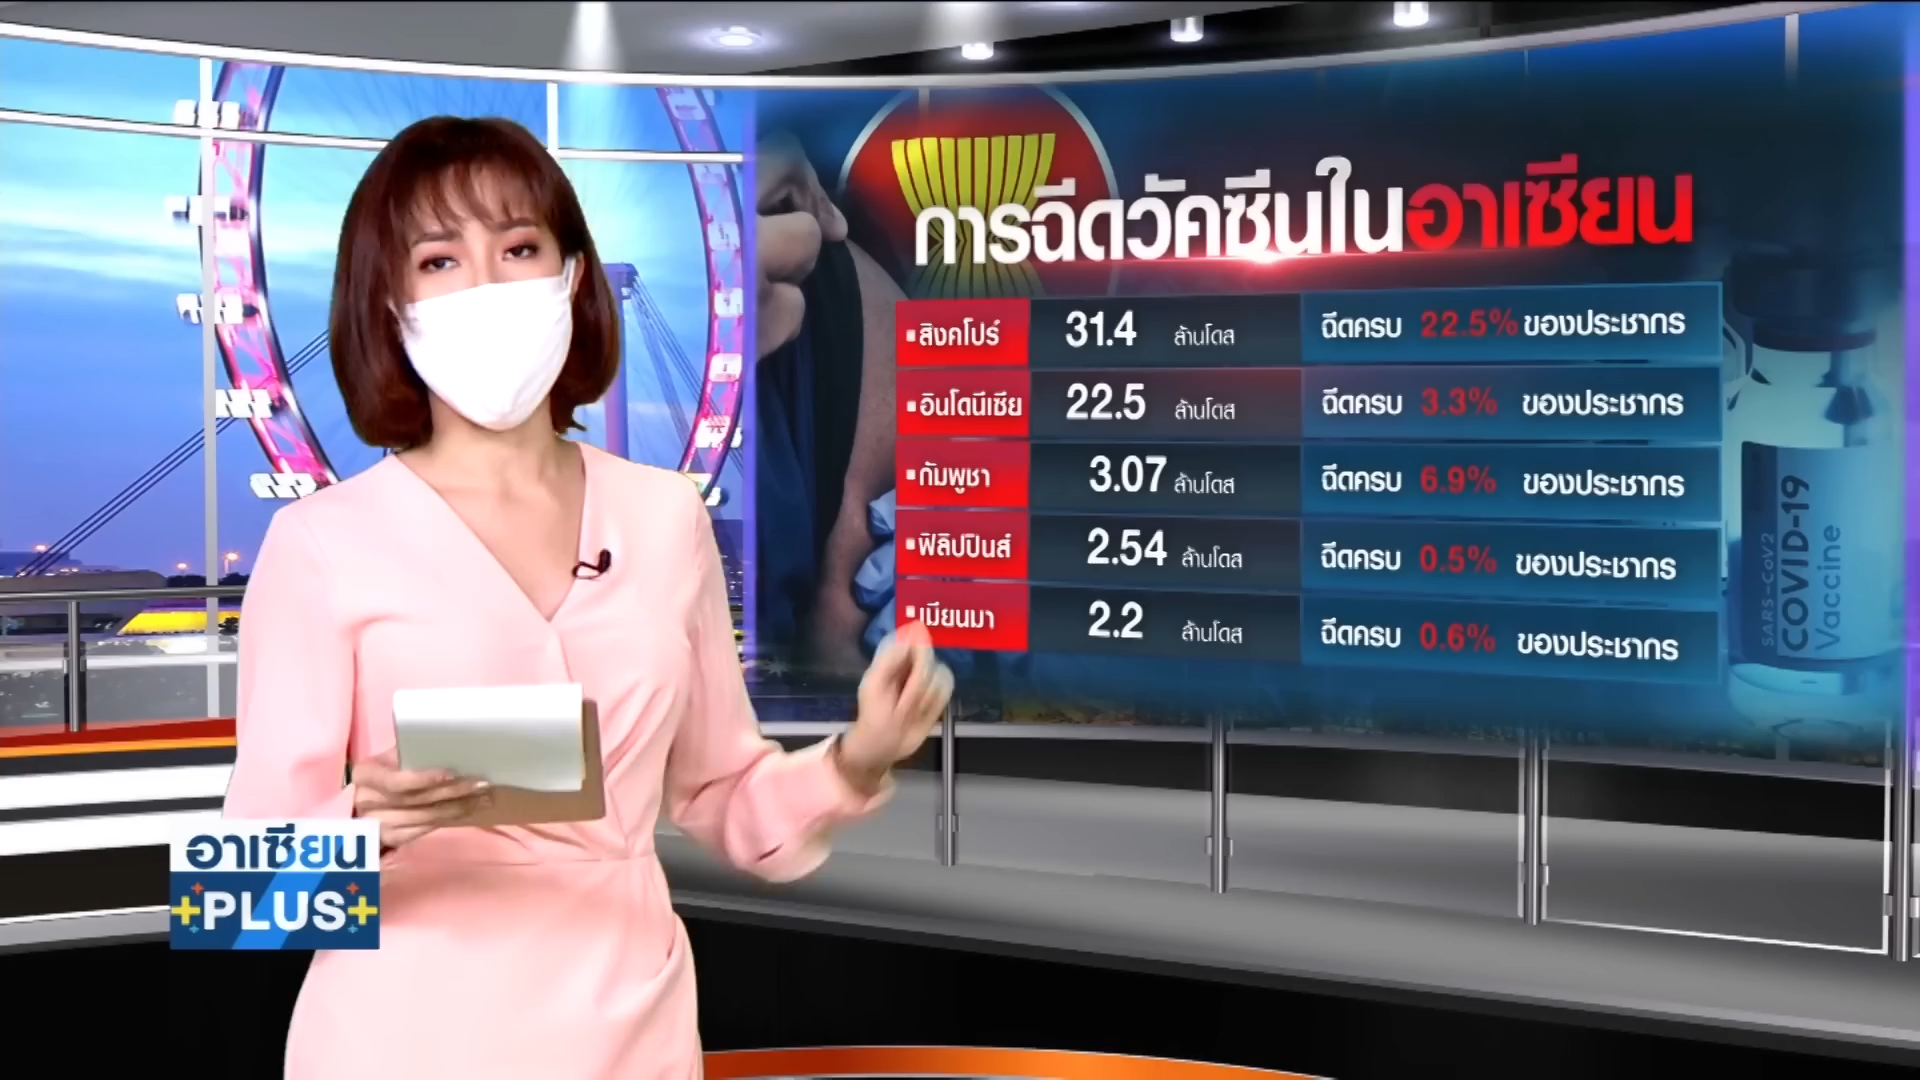 การฉีดวัคซีนในอาเซียน
▪สิงคโปร์ 31.4 ล้านโดส ฉีดครบ 22.5% ของประชากร
▪อินโดนีเซีย 22.5 ล้านโดส ฉีดครบ 3.3% ของประชากร
▪กัมพูชา 3.07 ล้านโดส ฉีดครบ 6.9% ของประชากร
▪ฟิลิปปินส์ 2.54 ล้านโดส ฉีดครบ 0.5% ของประชากร
▪เมียนมา 2.2 ล้านโดส ฉีดครบ 0.6% ของประชากร
SARS-CoV2
COVID-19
Vaccine
อาเซียน
+PLUS+